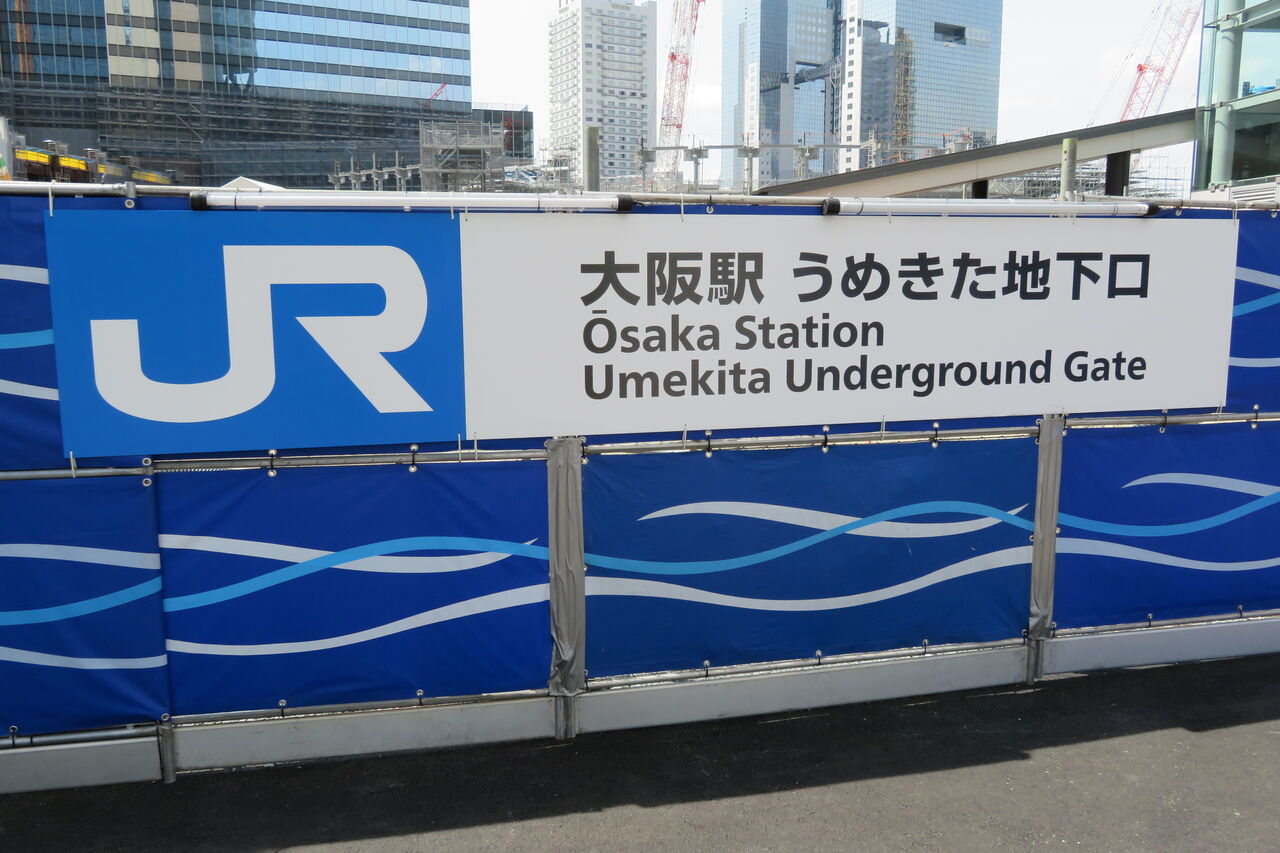 JR
大阪駅 うめきた地下口
Ōsaka Station
Umekita Underground Gate